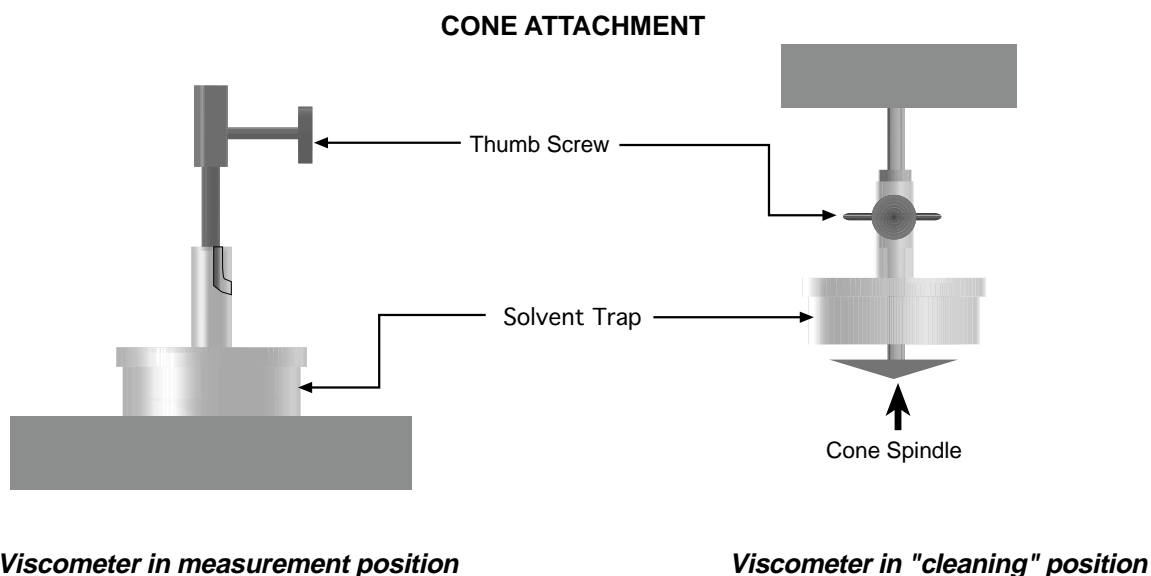 CONE ATTACHMENT
Thumb Screw
Solvent Trap
Cone Spindle
Viscometer in measurement position
Viscometer in "cleaning" position